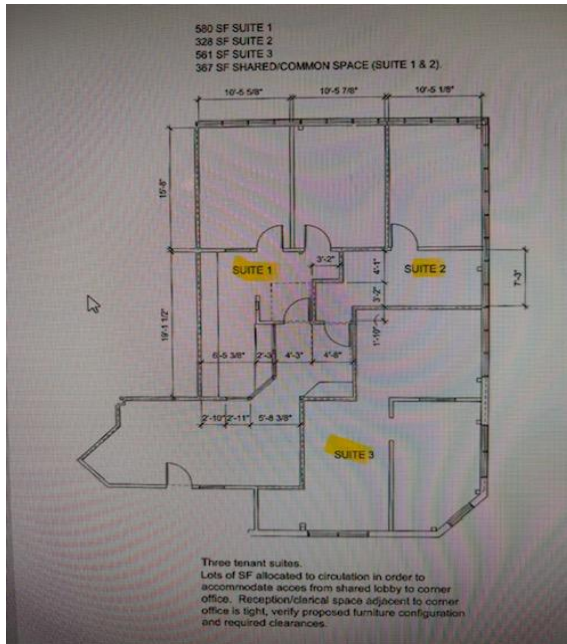 580 SF SUITE 1
328 SF SUITE 2
561 SF SUITE 3
367 SF SHARED/COMMON SPACE (SUITE 1 & 2).
10'-5 5/8" 10'-5 7/8" 10'-5 1/8"
15'-8"
3'-2"
SUITE 1
4'-1"
SUITE 2
7'-3"
3'-2"
19'-1 1/2"
1'-10"
6'-5 3/8" 2'-3 4'-3" 4'-8"
2'-10" 2'-11" 5'-8 3/8"
SUITE 3
Three tenant suites.
Lots of SF allocated to circulation in order to
accommodate acces from shared lobby to corner
office. Reception/clerical space adjacent to corner
office is tight, verify proposed furniture configuration
and required clearances.